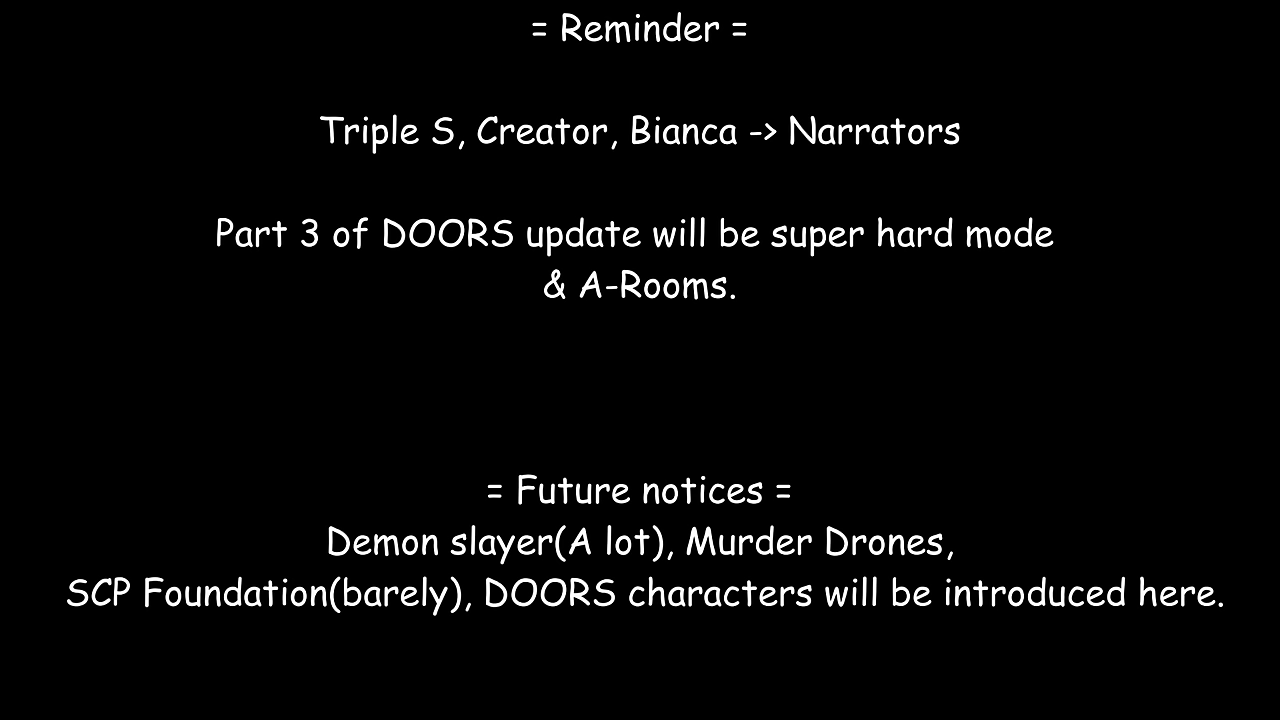 = Reminder =
Triple S, Creator, Bianca -> Narrators
Part 3 of DOORS update will be super hard mode
& A-Rooms.
= Future notices =
Demon slayer(A lot), Murder Drones,
SCP Foundation(barely), DOORS characters will be introduced here.